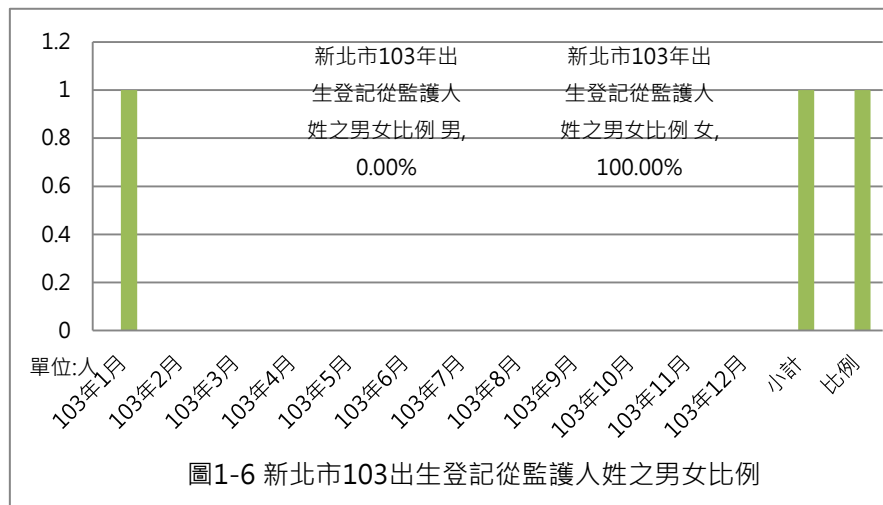 1.2
1
0.8
0.6
0.4
0.2
0
新北市103年出
生登記從監護人
姓之男女比例 男,
0.00%
新北市103年出
生登記從監護人
姓之男女比例 女,
100.00%
單位:人
103年1月
103年2月
103年3月
103年4月
103年5月
103年6月
103年7月
103年8月
103年9月
103年10月
103年11月
103年12月
小計
比例
圖1-6 新北市103出生登記從監護人姓之男女比例